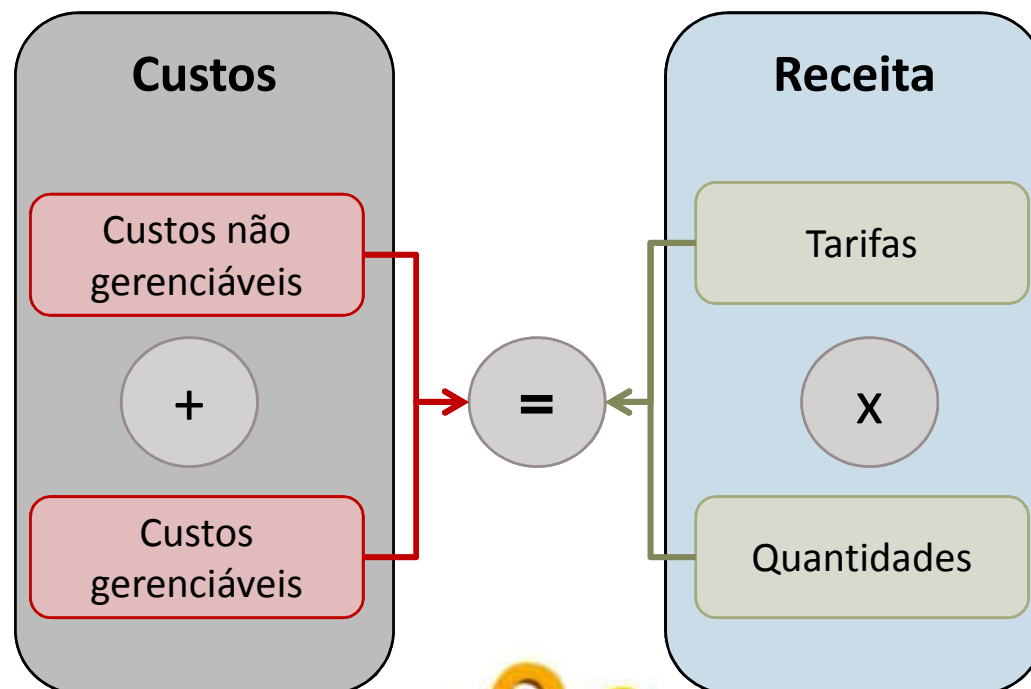 Custos
Custos não
gerenciáveis
+
Custos
gerenciáveis
=
Receita
Tarifas
x
Quantidades